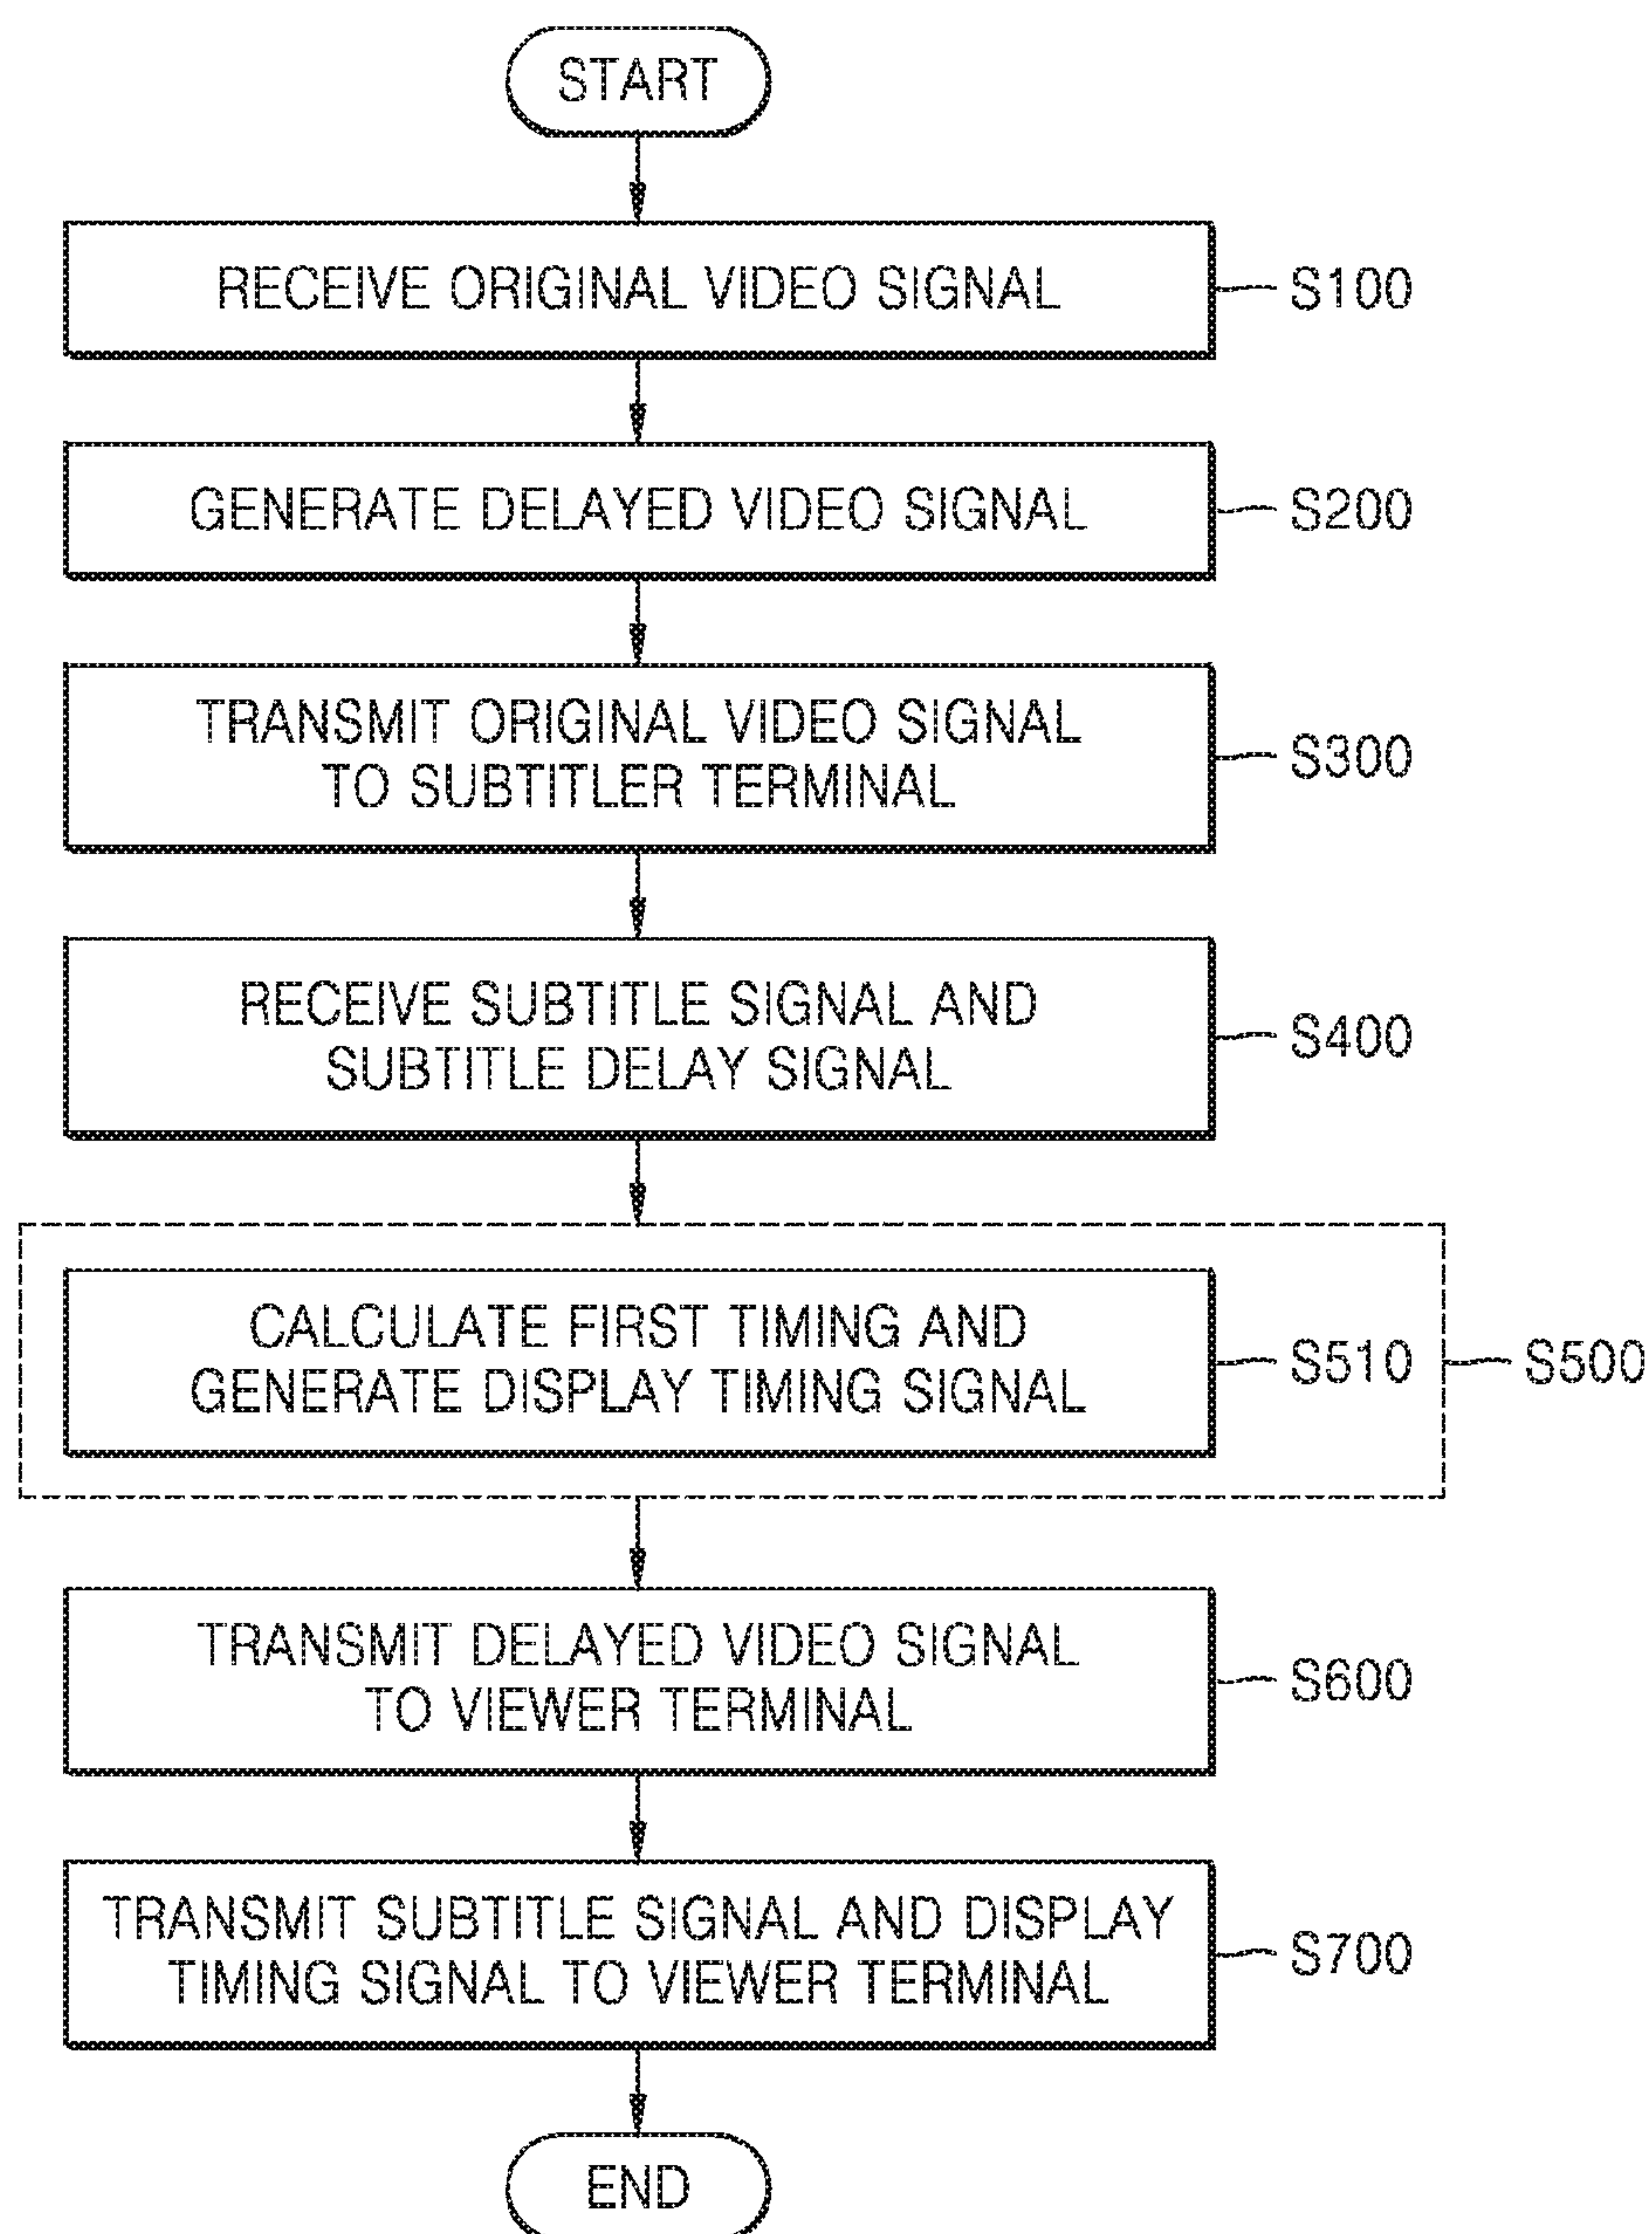 START
RECEIVE ORIGINAL VIDEO SIGNAL
S100
GENERATE DELAYED VIDEO SIGNAL
S200
TRANSMIT ORIGINAL VIDEO SIGNAL
TO SUBTITLER TERMINAL
S300
RECEIVE SUBTITLE SIGNAL AND
SUBTITLE DELAY SIGNAL
S400
CALCULATE FIRST TIMING AND
GENERATE DISPLAY TIMING SIGNAL
S510
S500
TRANSMIT DELAYED VIDEO SIGNAL
TO VIEWER TERMINAL
S600
TRANSMIT SUBTITLE SIGNAL AND DISPLAY
TIMING SIGNAL TO VIEWER TERMINAL
S700
END